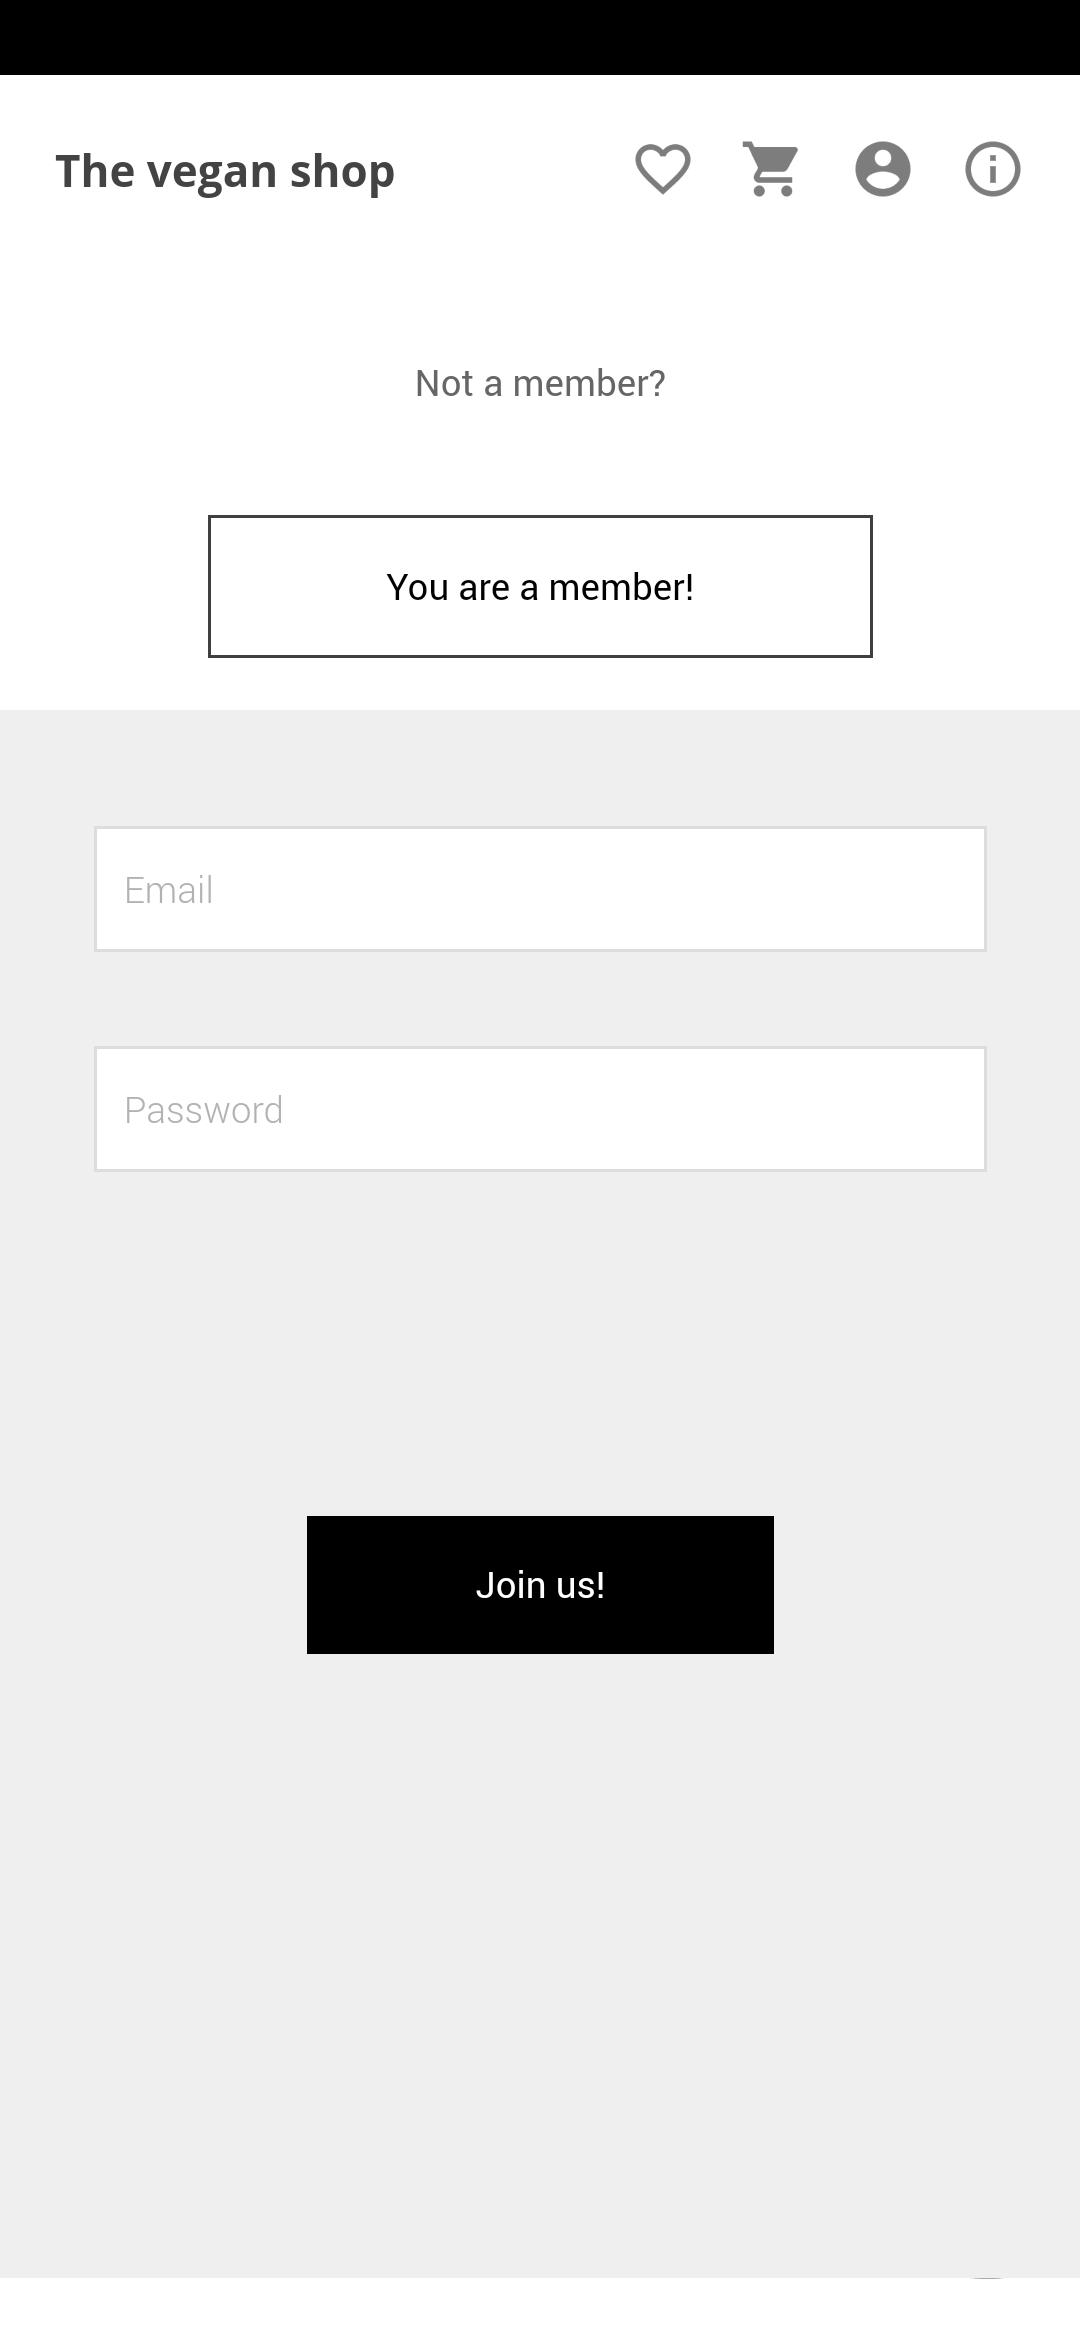 The vegan shop
Not a member?
You are a member!
Email
Password
Join us!